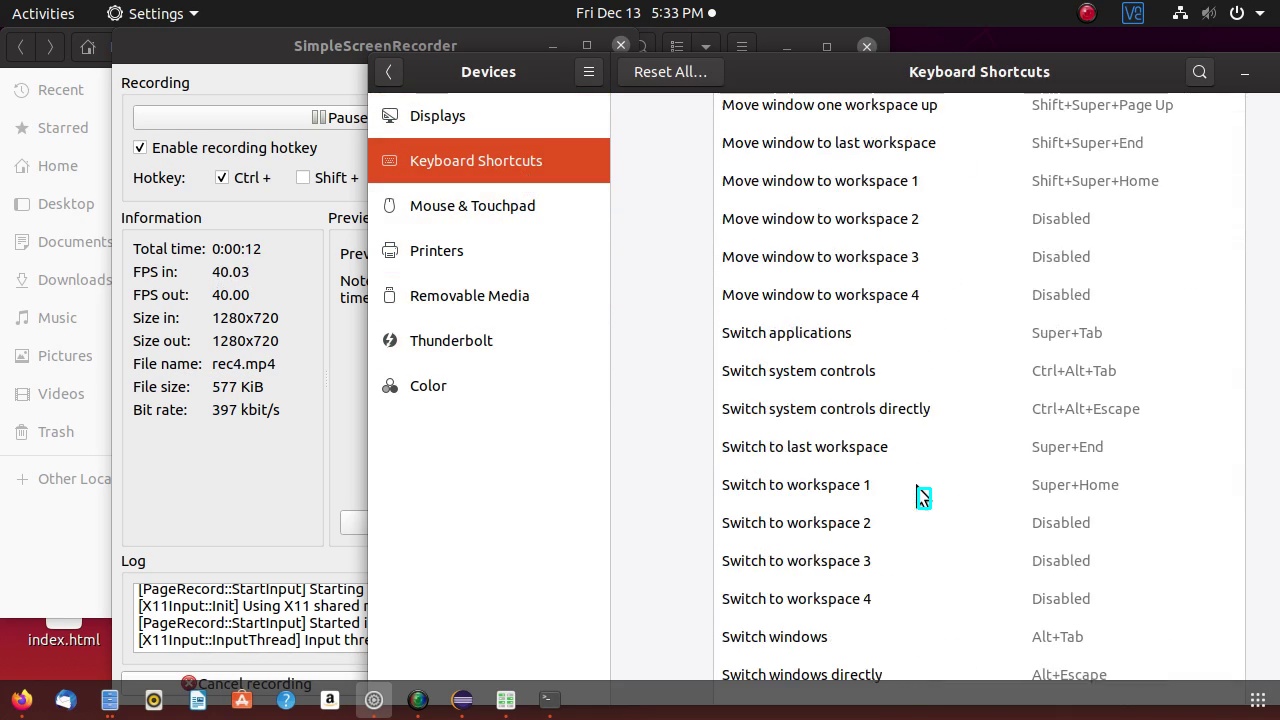 Activities
Settings
Fri Dec 13 5:33 PM
SimpleScreenRecorder
Recent
Starred
Home
Desktop
Documents
Downloads
Music
Pictures
Videos
Trash
Other Loca
index.html
Recording
Pause
Enable recording hotkey
Hotkey: Ctrl + Shift +
Information
Total time: 0:00:12
FPS in: 40.03
FPS out: 40.00
Size in: 1280x720
Size out: 1280x720
File name: rec4.mp4
File size: 577 KiB
Bit rate: 397 kbit/s
Previe
Prev
Note
time
Log
[PageRecord::StartInput] Starting
[X11Input::Init] Using X11 shared r
[PageRecord::StartInput] Started i
[X11Input::InputThread] Input thre
Cancel recording
Devices
Reset All...
Keyboard Shortcuts
Displays
Keyboard Shortcuts
Mouse & Touchpad
Printers
Removable Media
Thunderbolt
Color
Move window one workspace up Shift+Super+Page Up
Move window to last workspace Shift+Super+End
Move window to workspace 1 Shift+Super+Home
Move window to workspace 2 Disabled
Move window to workspace 3 Disabled
Move window to workspace 4 Disabled
Switch applications Super+Tab
Switch system controls Ctrl+Alt+Tab
Switch system controls directly Ctrl+Alt+Escape
Switch to last workspace Super+End
Switch to workspace 1 Super+Home
Switch to workspace 2 Disabled
Switch to workspace 3 Disabled
Switch to workspace 4 Disabled
Switch windows Alt+Tab
Switch windows directly Alt+Escape